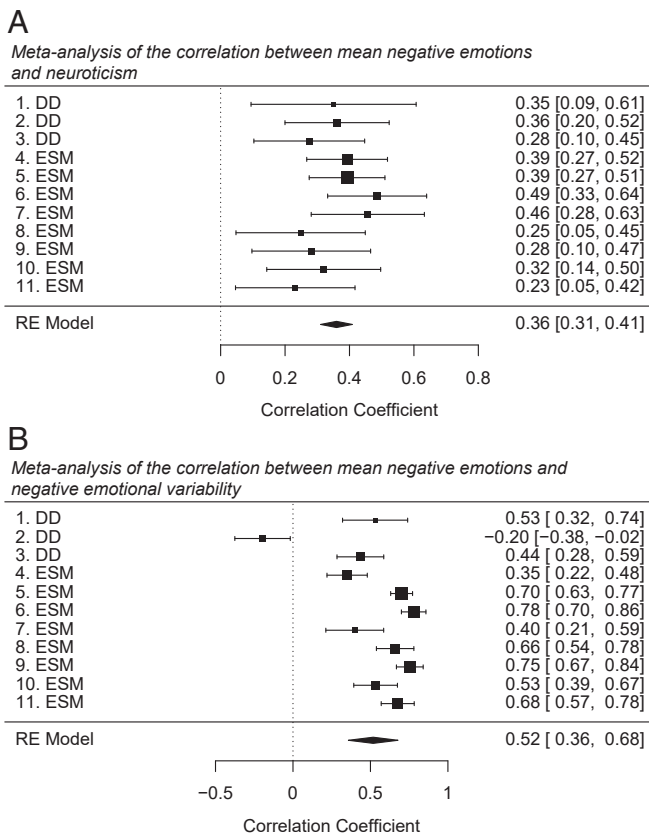 A
Meta-analysis of the correlation between mean negative emotions
and neuroticism
1. DD 0.35 [0.09, 0.61]
2. DD 0.36 [0.20, 0.52]
3. DD 0.28 [0.10, 0.45]
4. ESM 0.39 [0.27, 0.52]
5. ESM 0.39 [0.27, 0.51]
6. ESM 0.49 [0.33, 0.64]
7. ESM 0.46 [0.28, 0.63]
8. ESM 0.25 [0.05, 0.45]
9. ESM 0.28 [0.10, 0.47]
10. ESM 0.32 [0.14, 0.50]
11. ESM 0.23 [0.05, 0.42]
RE Model 0.36 [0.31, 0.41]
0 0.2 0.4 0.6 0.8
Correlation Coefficient
B
Meta-analysis of the correlation between mean negative emotions and
negative emotional variability
1. DD 0.53 [ 0.32, 0.74]
2. DD −0.20 [−0.38, −0.02]
3. DD 0.44 [ 0.28, 0.59]
4. ESM 0.35 [ 0.22, 0.48]
5. ESM 0.70 [ 0.63, 0.77]
6. ESM 0.78 [ 0.70, 0.86]
7. ESM 0.40 [ 0.21, 0.59]
8. ESM 0.66 [ 0.54, 0.78]
9. ESM 0.75 [ 0.67, 0.84]
10. ESM 0.53 [ 0.39, 0.67]
11. ESM 0.68 [ 0.57, 0.78]
RE Model 0.52 [ 0.36, 0.68]
−0.5 0 0.5 1
Correlation Coefficient